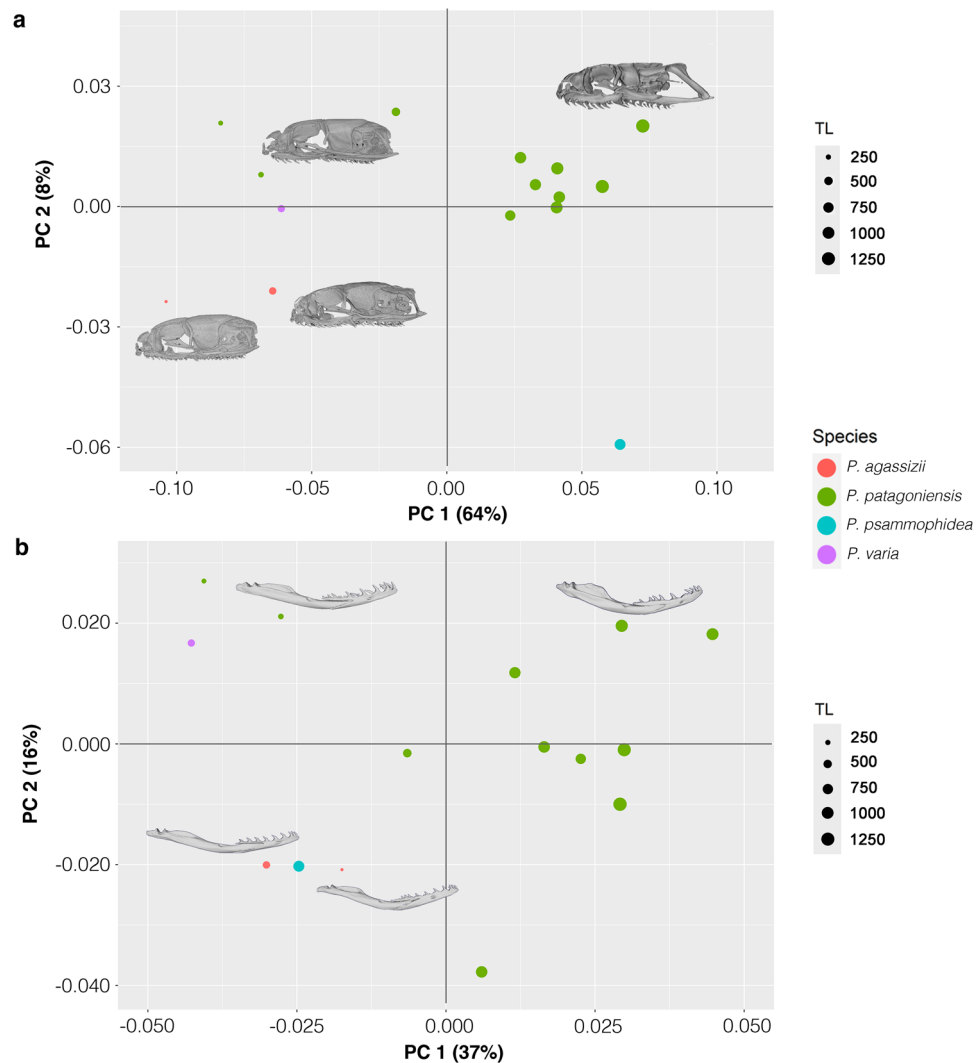 a
0.03
0.00
-0.03
-0.06
PC 2 (8%)
-0.10
-0.05
0.00
0.05
0.10
PC 1 (64%)
TL
250
500
750
1000
1250
Species
P. agassizii
P. patagoniensis
P. psammophidea
P. varia
b
0.020
0.000
-0.020
-0.040
PC 2 (16%)
-0.050
-0.025
0.000
0.025
0.050
PC 1 (37%)
TL
250
500
750
1000
1250